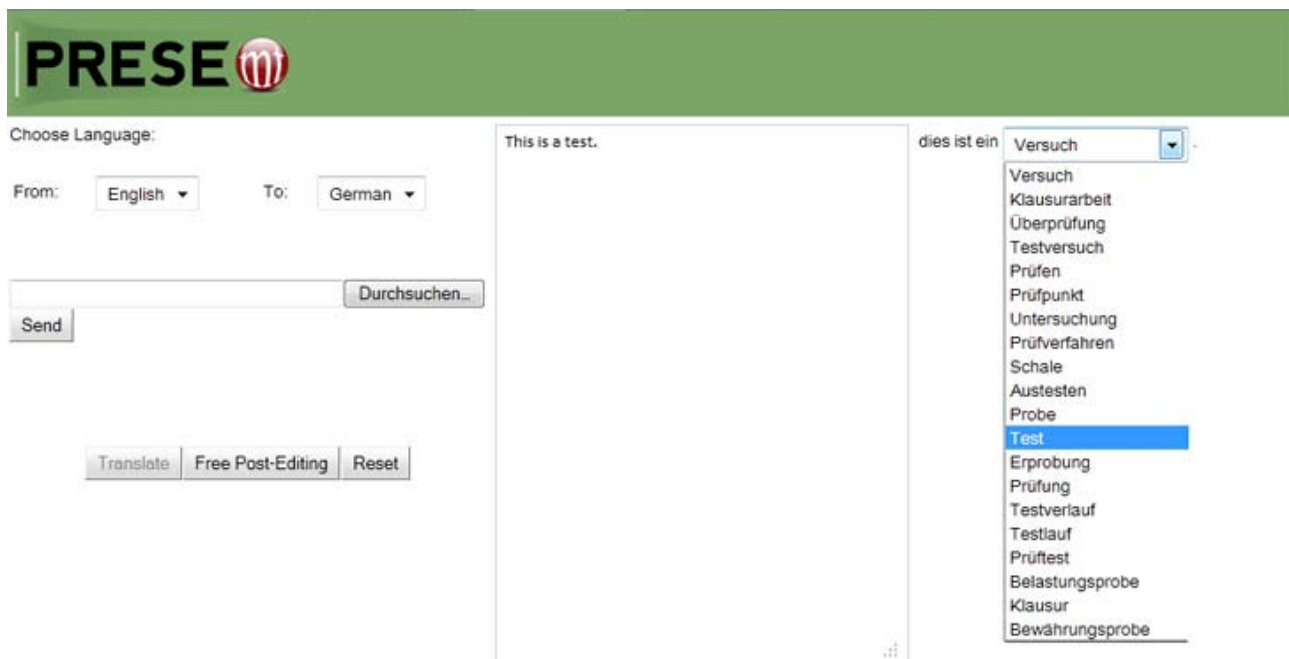 PRESEmt
Choose Language:
From: English To: German
Durchsuchen...
Send
Translate Free Post-Editing Reset
This is a test.
dies ist ein Versuch .
Versuch
Klausurarbeit
Überprüfung
Testversuch
Prüfen
Prüfpunkt
Untersuchung
Prüfverfahren
Schale
Austesten
Probe
Test
Erprobung
Prüfung
Testverlauf
Testlauf
Prüftest
Belastungsprobe
Klausur
Bewährungsprobe